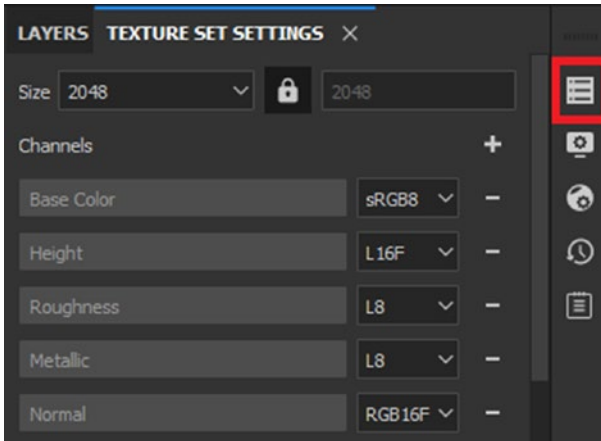 LAYERS TEXTURE SET SETTINGS
Size 2048 2048
Channels
Base Color sRGB8
Height L16F
Roughness L8
Metallic L8
Normal RGB16F